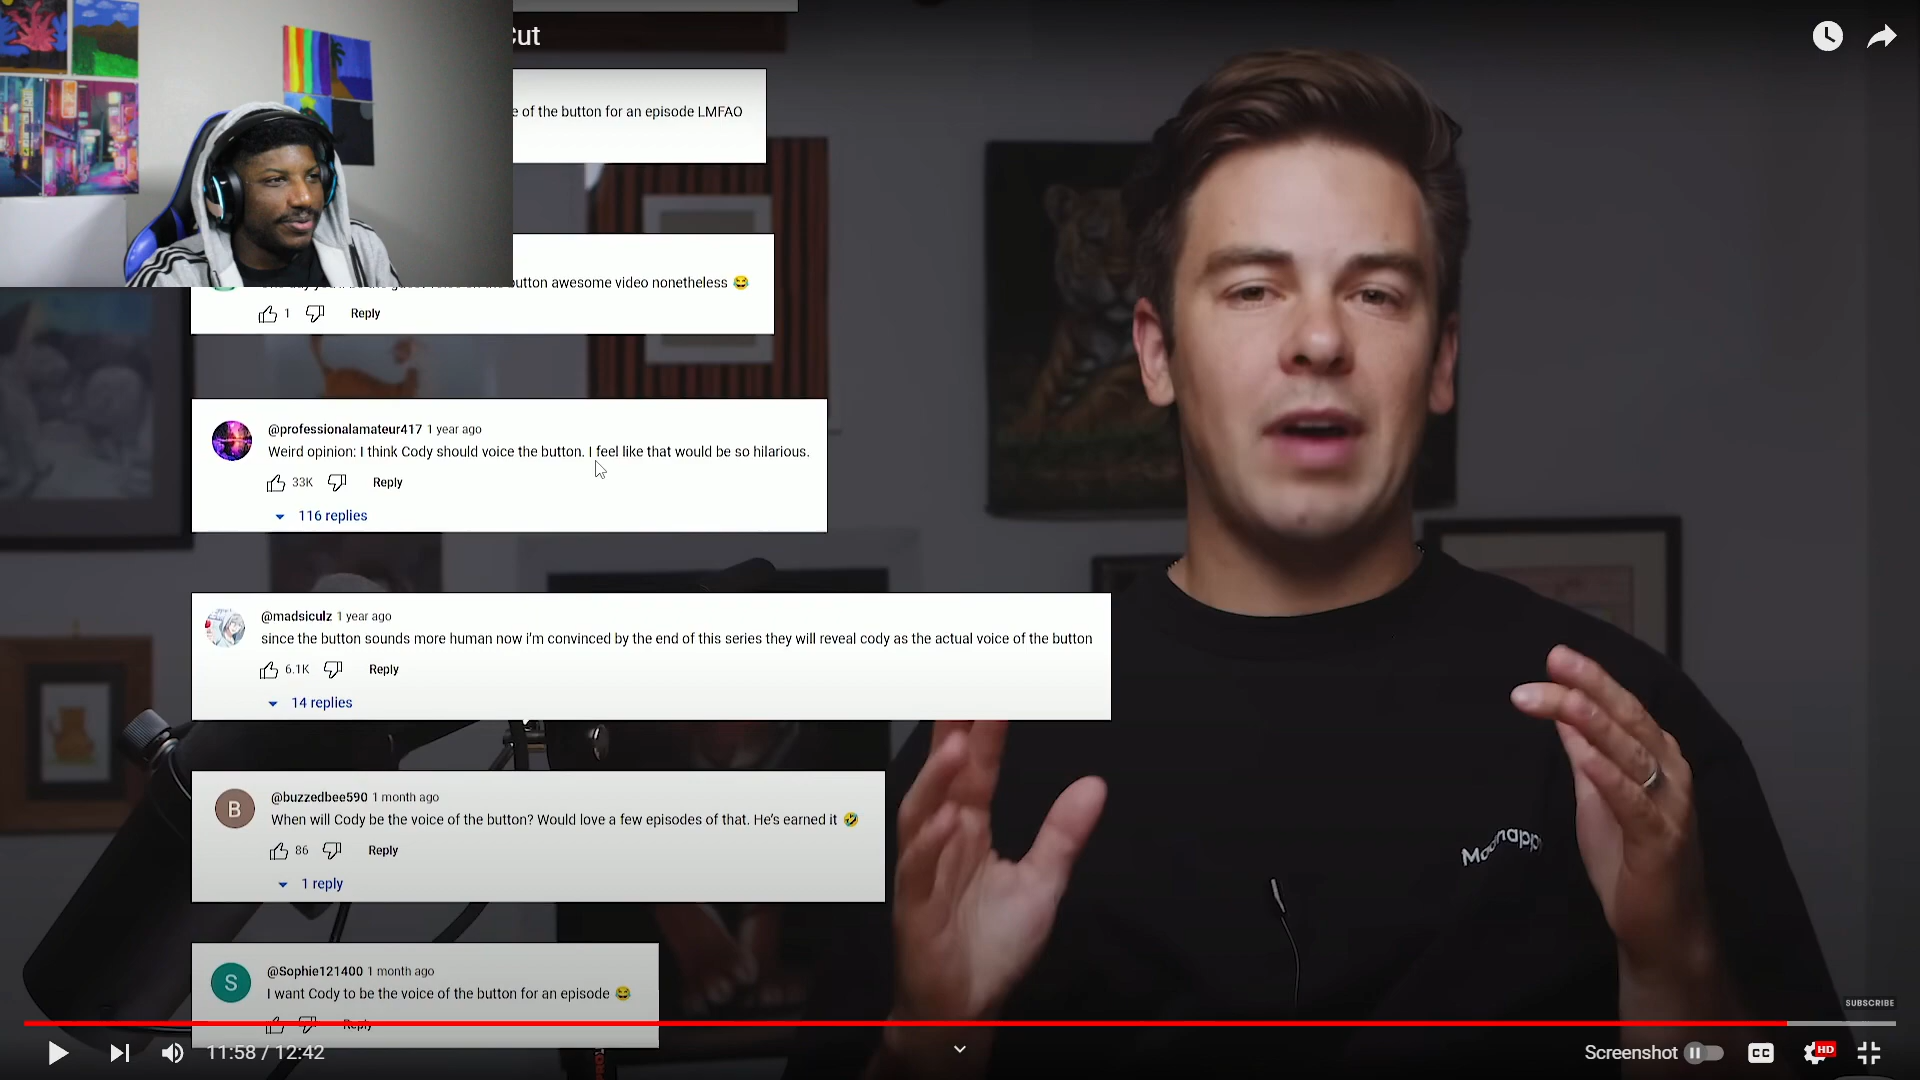 Cut
e of the button for an episode LMFAO
button awesome video nonetheless 😂
1 Reply
@professionalamateur417 1 year ago
Weird opinion: I think Cody should voice the button. I feel like that would be so hilarious.
33K Reply
116 replies
@madsiculz 1 year ago
since the button sounds more human now i'm convinced by the end of this series they will reveal cody as the actual voice of the button
6.1K Reply
14 replies
@buzzedbee590 1 month ago
B
When will Cody be the voice of the button? Would love a few episodes of that. He's earned it 🤣
86 Reply
1 reply
@Sophie121400 1 month ago
S
I want Cody to be the voice of the button for an episode 😂
Reply
SUBSCRIBE
11:58 / 12:42
Screenshot
CC
HD